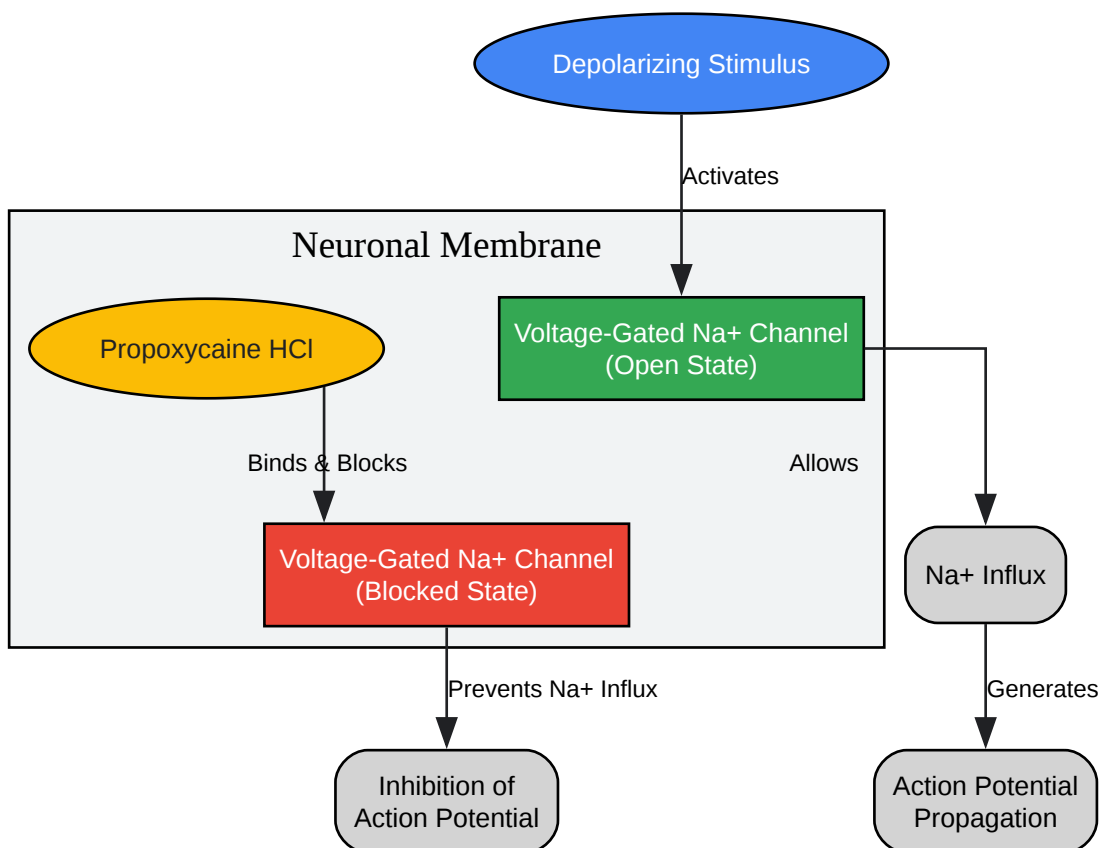 Depolarizing Stimulus
Activates
Neuronal Membrane
Propoxycaine HCl
Voltage-Gated Na+ Channel
(Open State)
Binds & Blocks
Allows
Voltage-Gated Na+ Channel
(Blocked State)
Na+ Influx
Prevents Na+ Influx
Generates
Inhibition of
Action Potential
Action Potential
Propagation